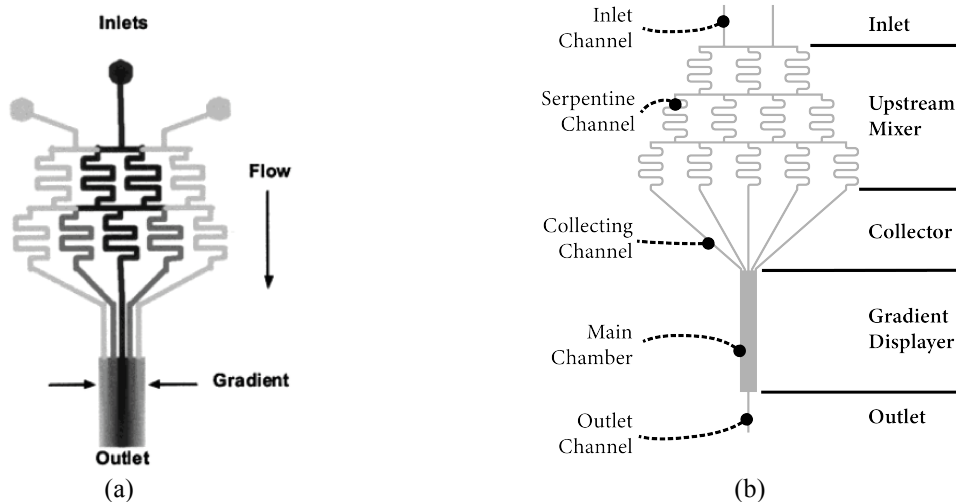 Inlets
Flow
Gradient
Outlet
(a)
Inlet
Channel
Serpentine
Channel
Collecting
Channel
Main
Chamber
Outlet
Channel
Inlet
Upstream
Mixer
Collector
Gradient
Displayer
Outlet
(b)